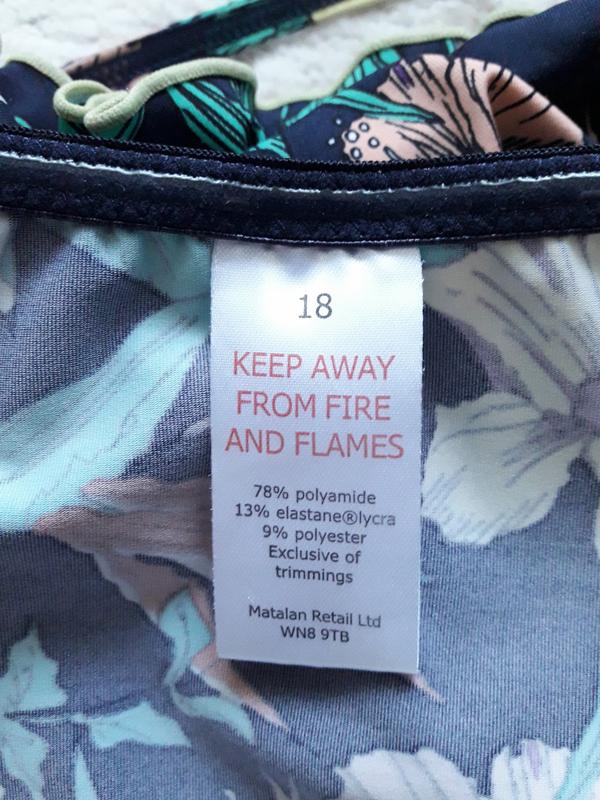 18
KEEP AWAY
FROM FIRE
AND FLAMES
78% polyamide
13% elastane®lycra
9% polyester
Exclusive of
trimmings
Matalan Retail Ltd
WN8 9TB